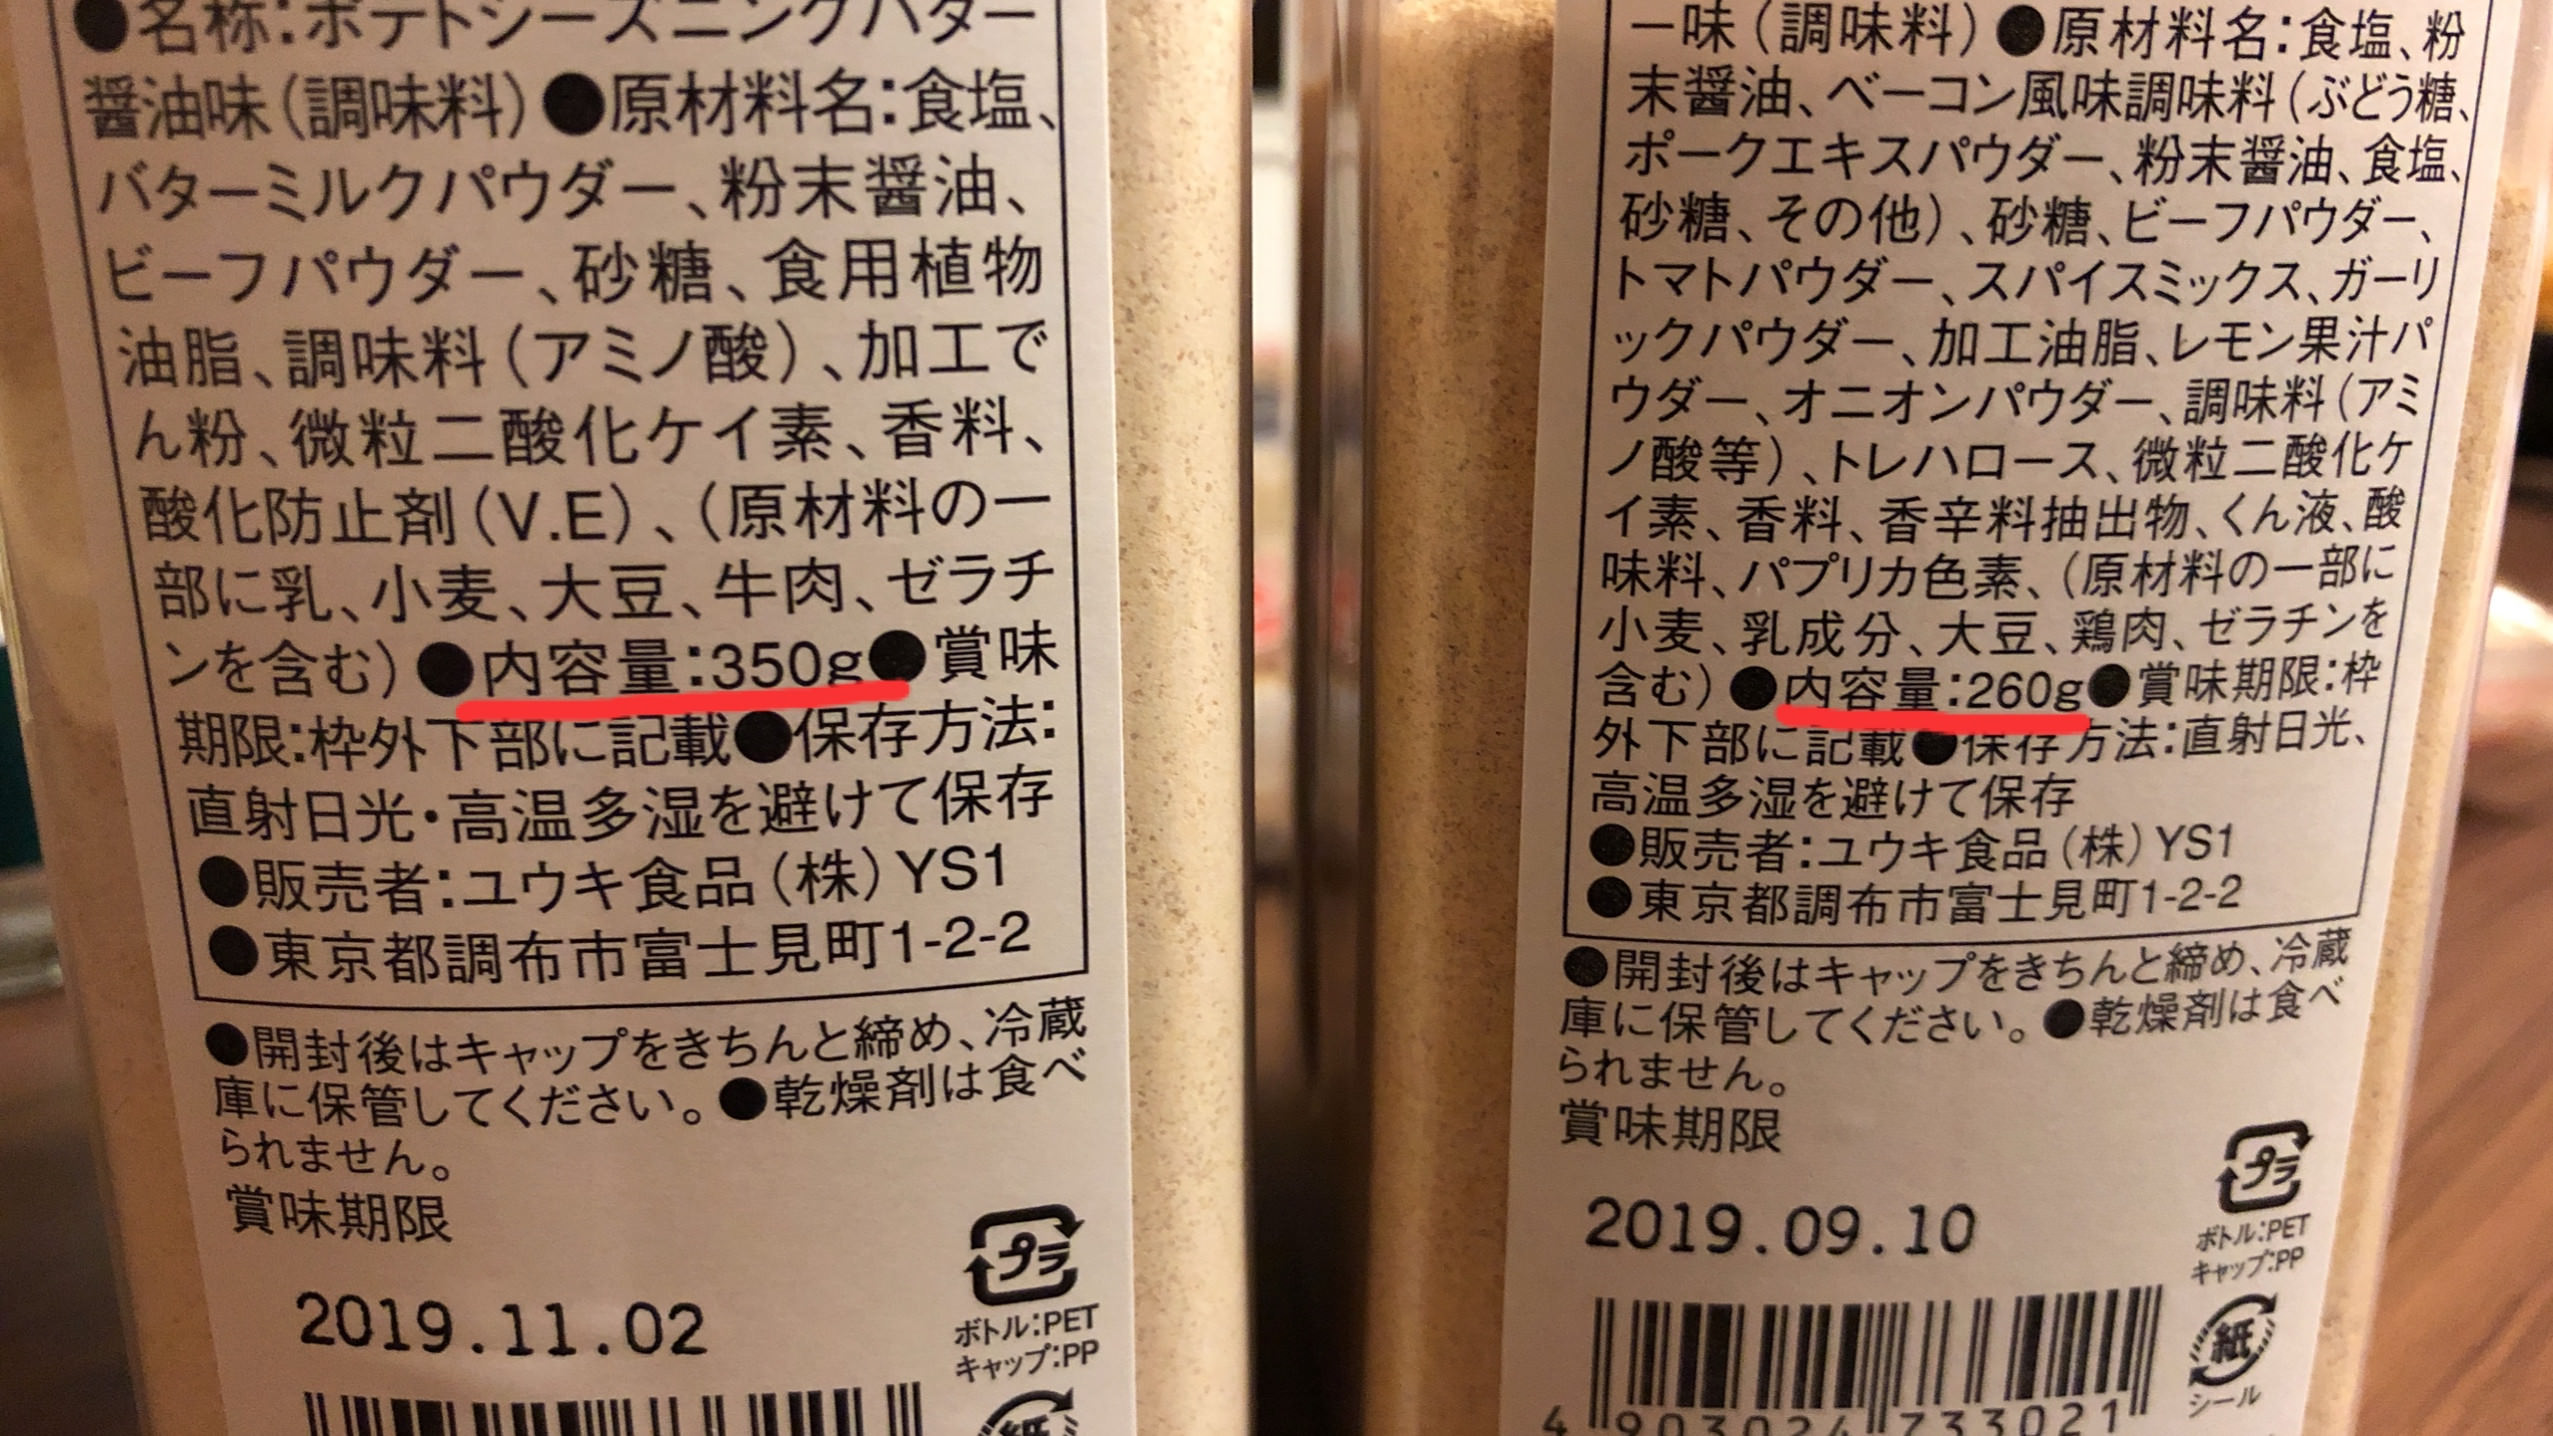 ●名称:ポテトシーズニングバター
醤油味(調味料)●原材料名:食塩、
バターミルクパウダー、粉末醤油、
ビーフパウダー、砂糖、食用植物
油脂、調味料(アミノ酸)、加工で
ん粉、微粒二酸化ケイ素、香料、
酸化防止剤(V.E)、(原材料の一
部に乳、小麦、大豆、牛肉、ゼラチ
ンを含む)●内容量:350g●賞味
期限:枠外下部に記載●保存方法:
直射日光・高温多湿を避けて保存
●販売者:ユウキ食品(株)YS1
●東京都調布市富士見町1-2-2
●開封後はキャップをきちんと締め、冷蔵
庫に保管してください。●乾燥剤は食べ
られません。
賞味期限
2019.11.02
プラ
ボトル:PET
キャップ:PP
紙
ー味(調味料)●原材料名:食塩、粉
末醤油、ベーコン風味調味料(ぶどう糖、
ポークエキスパウダー、粉末醤油、食塩、
砂糖、その他)、砂糖、ビーフパウダー、
トマトパウダー、スパイスミックス、ガーリ
ックパウダー、加工油脂、レモン果汁パ
ウダー、オニオンパウダー、調味料(アミ
ノ酸等)、トレハロース、微粒二酸化ケ
イ素、香料、香辛料抽出物、くん液、酸
味料、パプリカ色素、(原材料の一部に
小麦、乳成分、大豆、鶏肉、ゼラチンを
含む)●内容量:260g●賞味期限:枠
外下部に記載●保存方法:直射日光、
高温多湿を避けて保存
●販売者:ユウキ食品(株)YS1
●東京都調布市富士見町1-2-2
●開封後はキャップをきちんと締め、冷蔵
庫に保管してください。●乾燥剤は食べ
られません。
賞味期限
2019.09.10
プラ
ボトル:PET
キャップ:PP
紙
シール
4 903024 733021